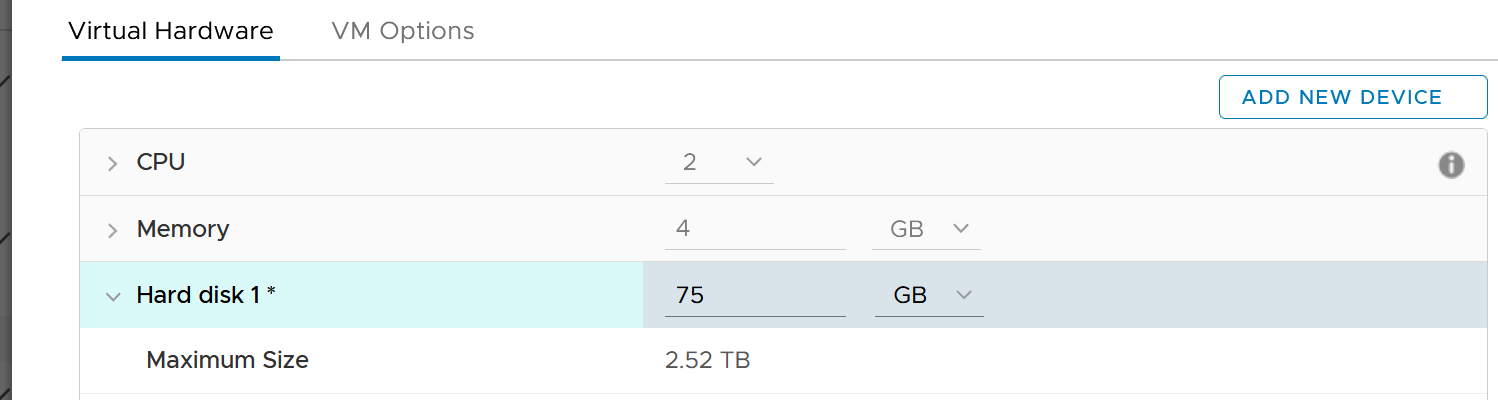 Virtual Hardware VM Options
ADD NEW DEVICE
CPU 2
Memory 4 GB
Hard disk 1 * 75 GB
Maximum Size 2.52 TB